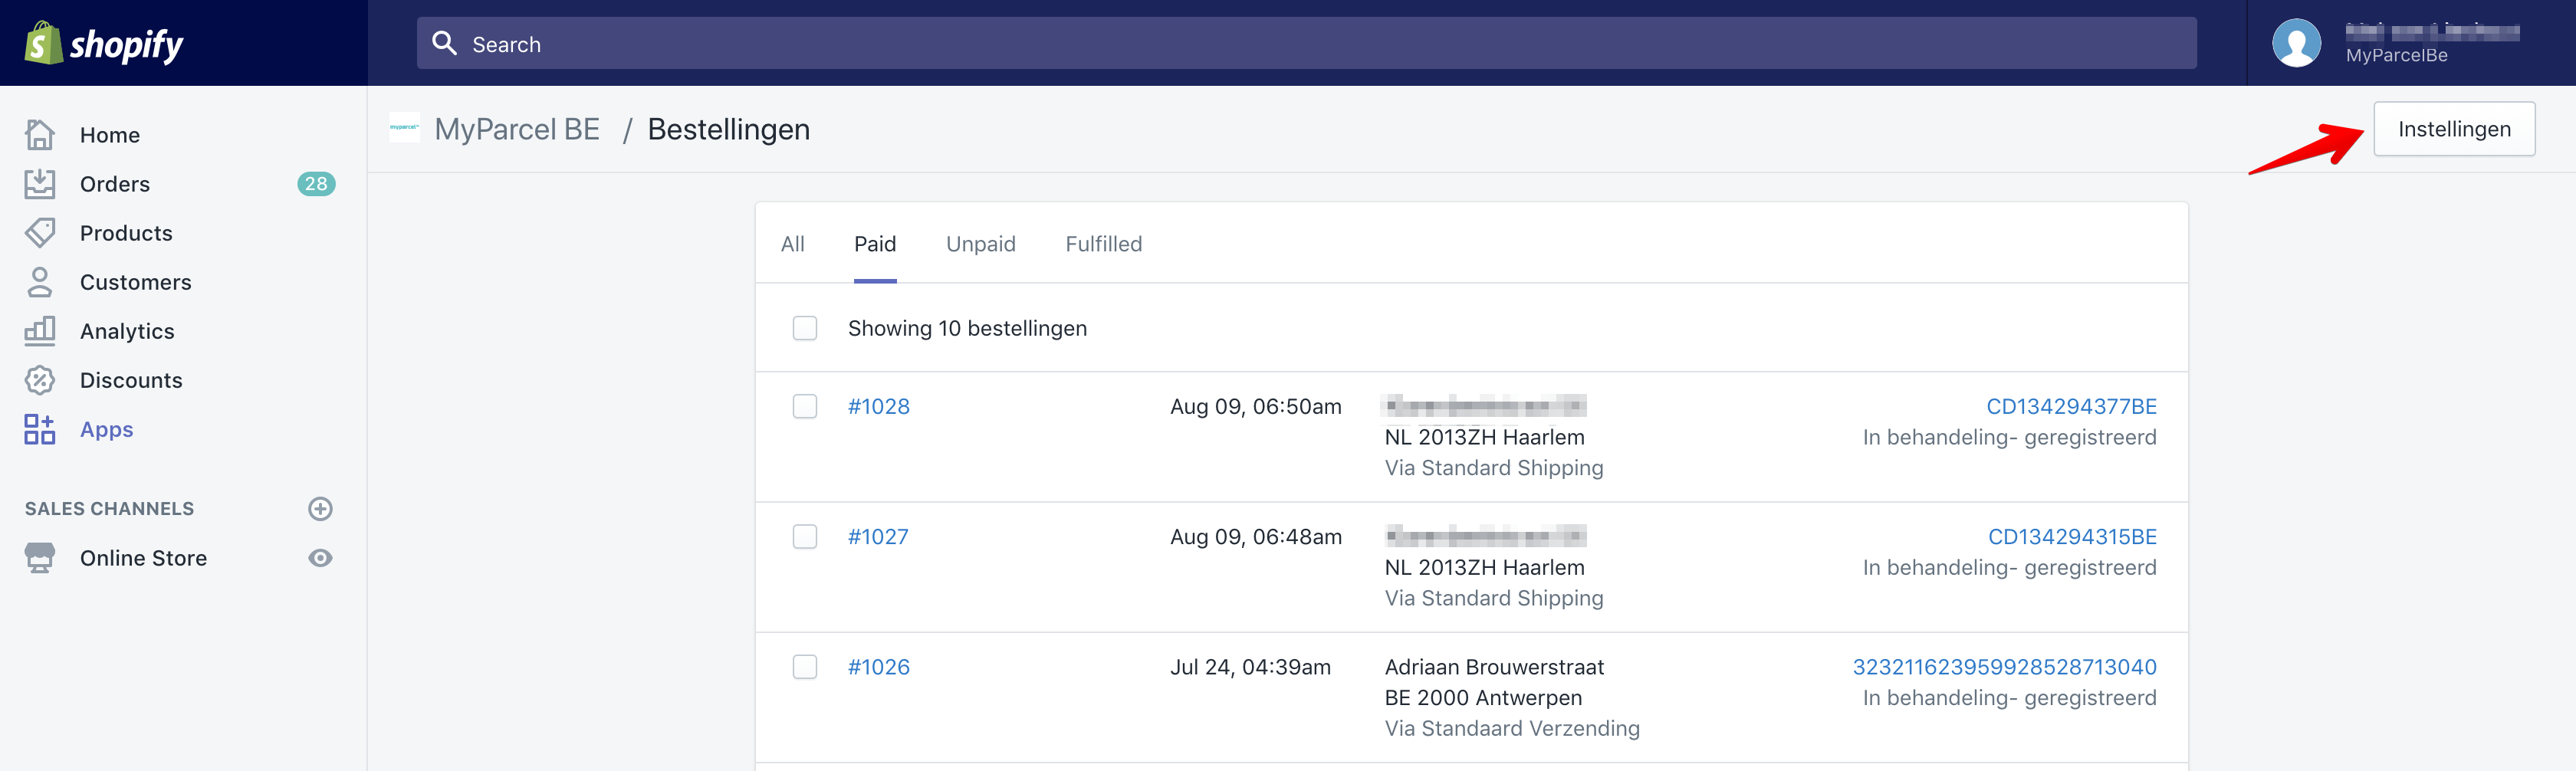 shopify
Search
MyParcelBe
Home
Orders 28
Products
Customers
Analytics
Discounts
Apps
SALES CHANNELS
Online Store
myparcel
MyParcel BE / Bestellingen
Instellingen
All Paid Unpaid Fulfilled
Showing 10 bestellingen
#1028 Aug 09, 06:50am CD134294377BE
NL 2013ZH Haarlem In behandeling- geregistreerd
Via Standard Shipping
#1027 Aug 09, 06:48am CD134294315BE
NL 2013ZH Haarlem In behandeling- geregistreerd
Via Standard Shipping
#1026 Jul 24, 04:39am Adriaan Brouwerstraat 323211623959928528713040
BE 2000 Antwerpen In behandeling- geregistreerd
Via Standaard Verzending